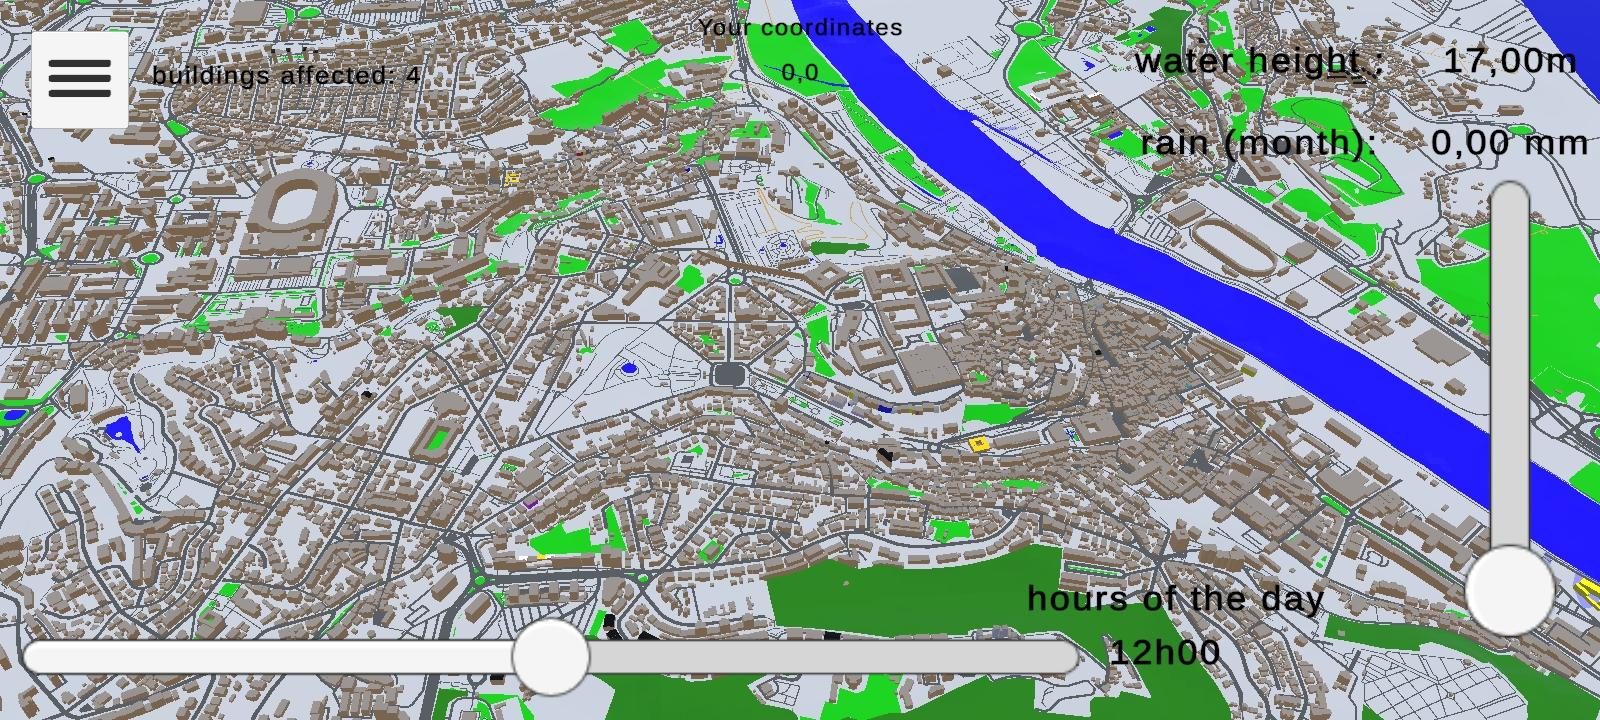 Your coordinates
0,0
buildings affected: 4
water height : 17,00m
rain (month): 0,00 mm
hours of the day
12h00